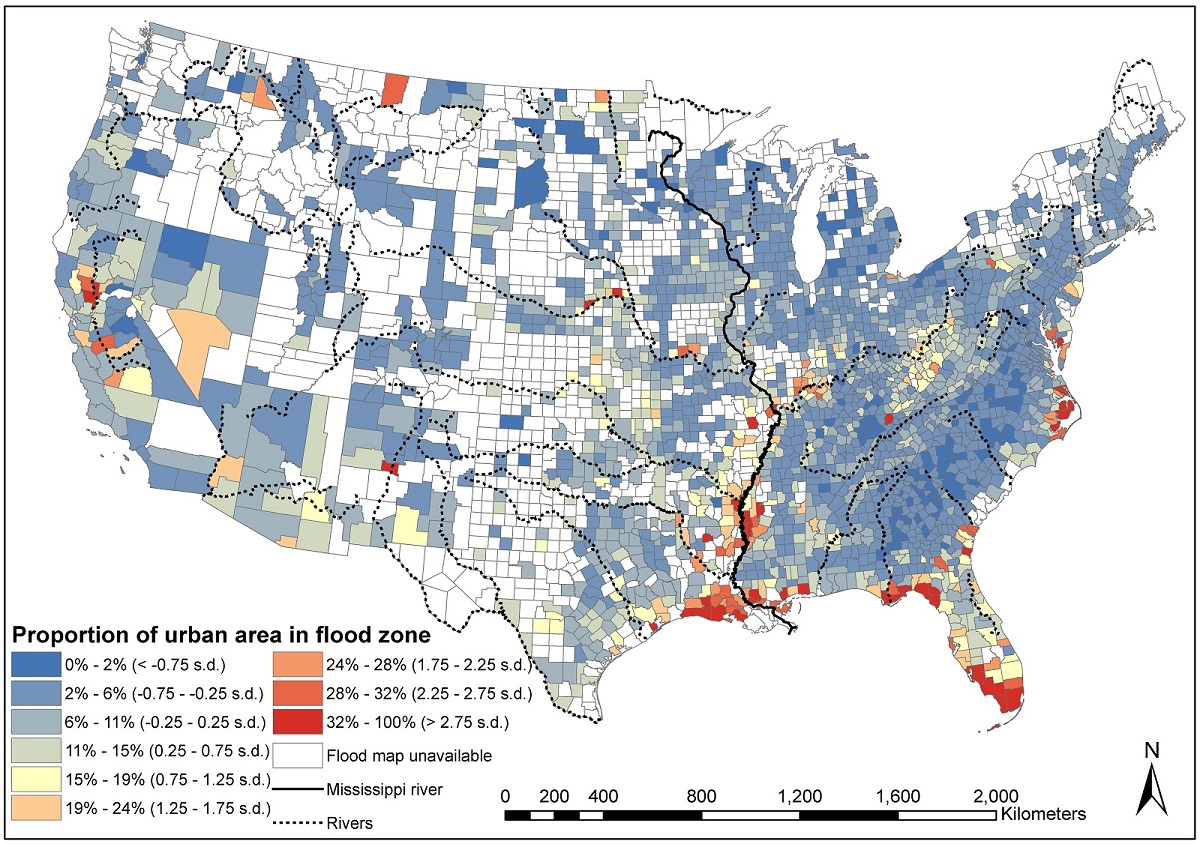 Proportion of urban area in flood zone
0% - 2% (< -0.75 s.d.)
2% - 6% (-0.75 - -0.25 s.d.)
6% - 11% (-0.25 - 0.25 s.d.)
11% - 15% (0.25 - 0.75 s.d.)
15% - 19% (0.75 - 1.25 s.d.)
19% - 24% (1.25 - 1.75 s.d.)
24% - 28% (1.75 - 2.25 s.d.)
28% - 32% (2.25 - 2.75 s.d.)
32% - 100% (> 2.75 s.d.)
Flood map unavailable
Mississippi river
Rivers
0 200 400 800 1,200 1,600 2,000
Kilometers
N